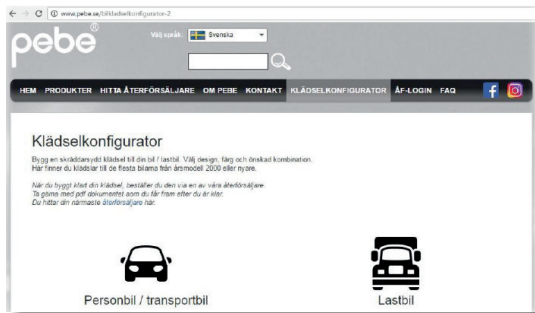 www.pebe.se/bilkladselkonfigurator-2
pebe®
Välj språk: Svenska
HEM PRODUKTER HITTA ÅTERFÖRSÄLJARE OM PEBE KONTAKT KLÄDSELKONFIGURATOR ÅF-LOGIN FAQ
Klädselkonfigurator
Bygg en skräddarsydd klädsel till din bil / lastbil. Välj design, färg och önskad kombination.
Här finner du klädslar till de flesta bilarna från årsmodell 2000 eller nyare.
När du byggt klart din klädsel, beställer du den via en av våra återförsäljare.
Ta gärna med pdf dokumentet som du får fram efter du är klar.
Du hittar din närmaste återförsäljare här.
Personbil / transportbil
Lastbil